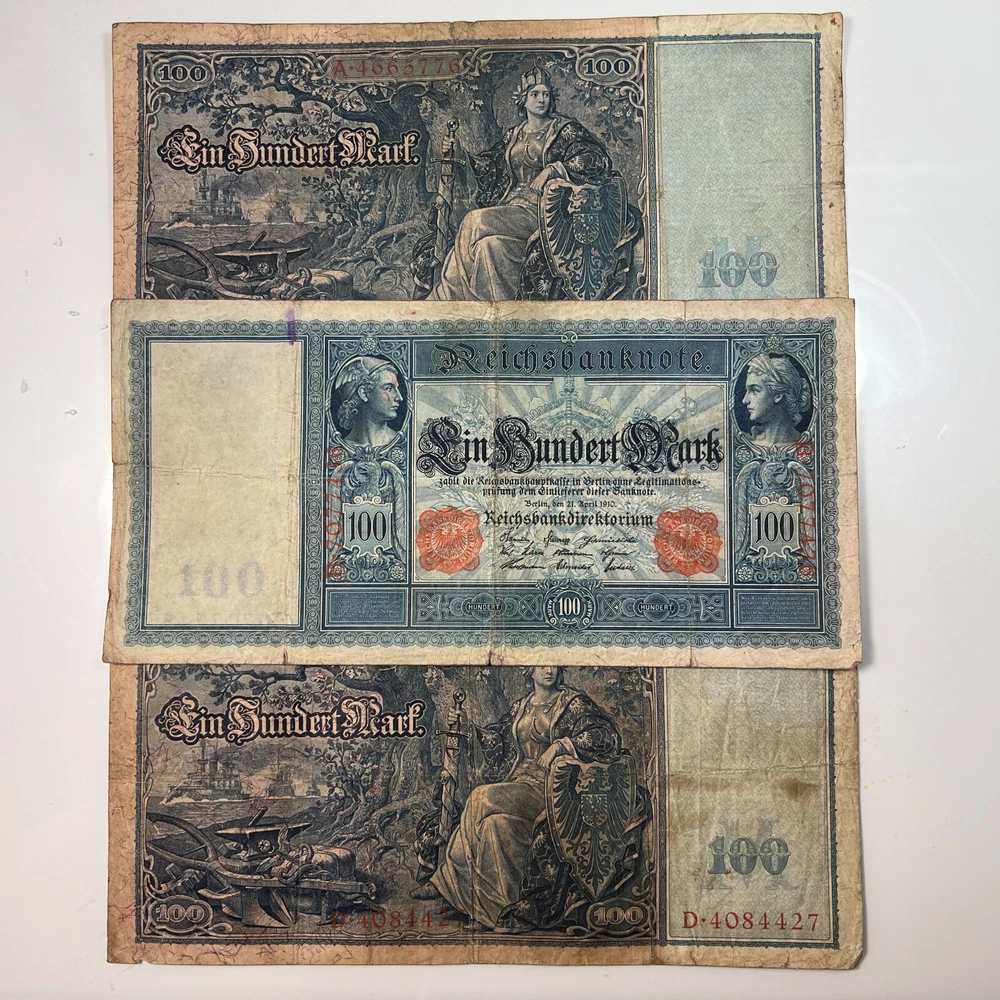 100 A·4665776 100
Ein Hundert Mark.
100
Reichsbanknote.
Ein Hundert Mark
zahlt die Reichsbankhauptkasse in Berlin ohne Legitimations-
prüfung dem Einlieferer dieser Banknote.
Berlin, den 21. April 1910.
Reichsbankdirektorium
100 100
100
HUNDERT 100 HUNDERT
Ein Hundert Mark.
100
100 D·408442 100 D·4084427